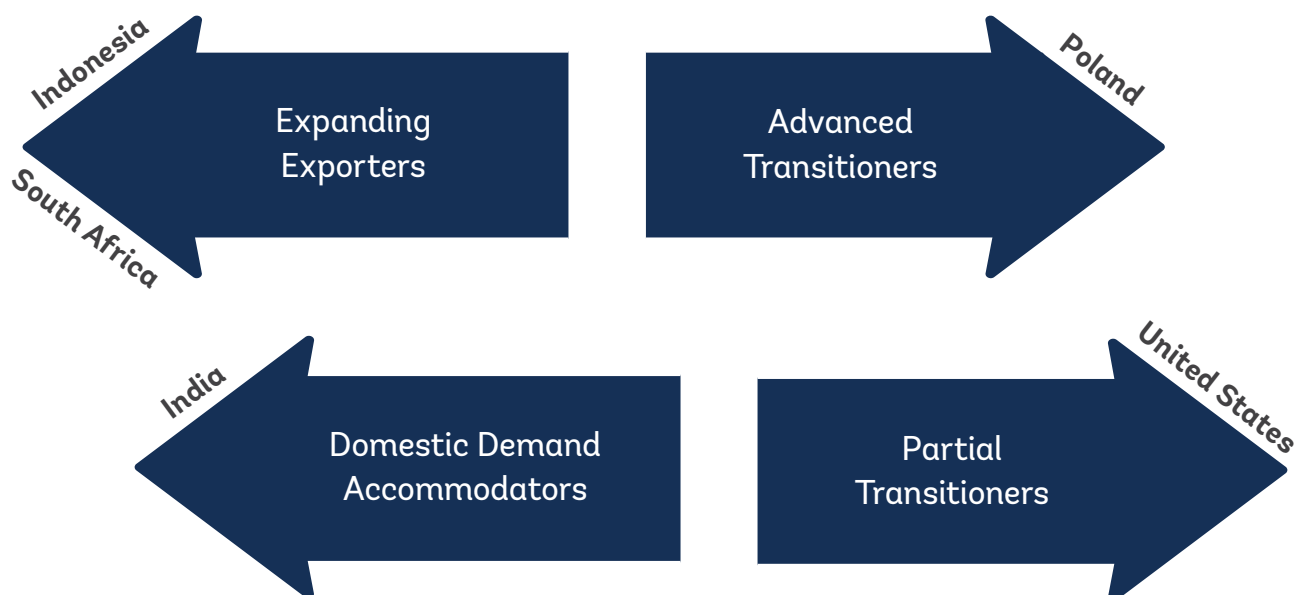 Indonesia
Expanding
Exporters
South Africa
Advanced
Transitioners
Poland
India
Domestic Demand
Accommodators
United States
Partial
Transitioners